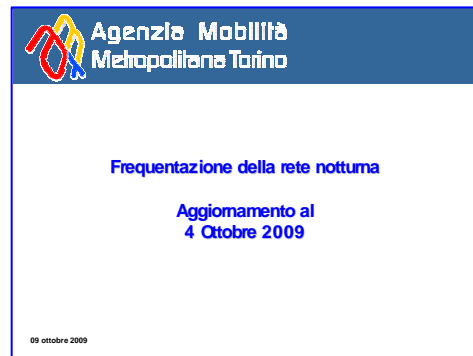 Agenzia Mobilità
Metropolitana Torino
Frequentazione della rete notturna
Aggiornamento al
4 Ottobre 2009
09 ottobre 2009